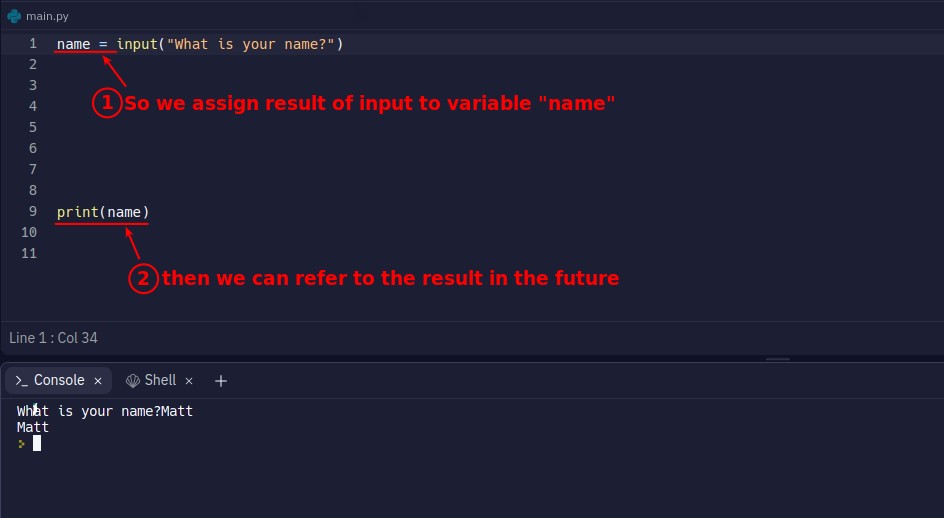 main.py
1 name = input("What is your name?")
2
3
① So we assign result of input to variable "name"
4
5
6
7
8
9 print(name)
10
11
② then we can refer to the result in the future
Line 1 : Col 34
>_ Console × Shell × +
What is your name?Matt
Matt
>